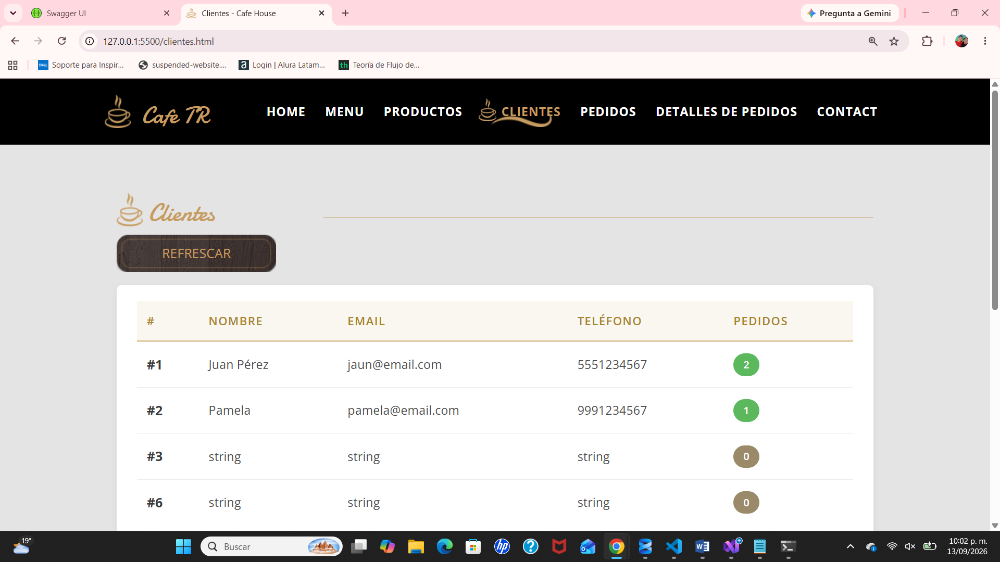 Swagger UI
Clientes - Cafe House
Pregunta a Gemini
127.0.0.1:5500/clientes.html
DELL
Soporte para Inspir...
suspended-website....
a
Login | Alura Latam...
th
Teoría de Flujo de...
Cafe TR
HOME
MENU
PRODUCTOS
CLIENTES
PEDIDOS
DETALLES DE PEDIDOS
CONTACT
Clientes
REFRESCAR
# NOMBRE EMAIL TELÉFONO PEDIDOS
#1 Juan Pérez jaun@email.com 5551234567 2
#2 Pamela pamela@email.com 9991234567 1
#3 string string string 0
#6 string string string 0
19°
Buscar
hp
10:02 p. m.
13/09/2026